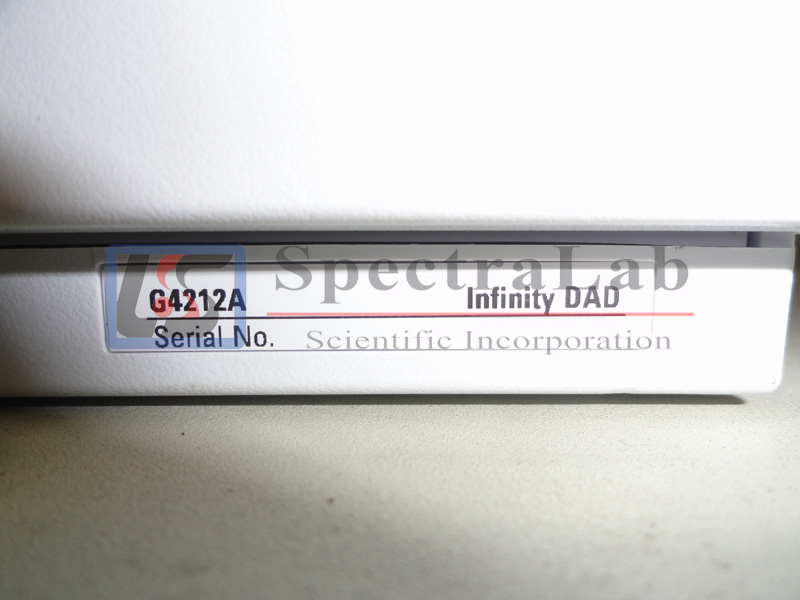 SpectraLab
G4212A Infinity DAD
Serial No.
Scientific Incorporation